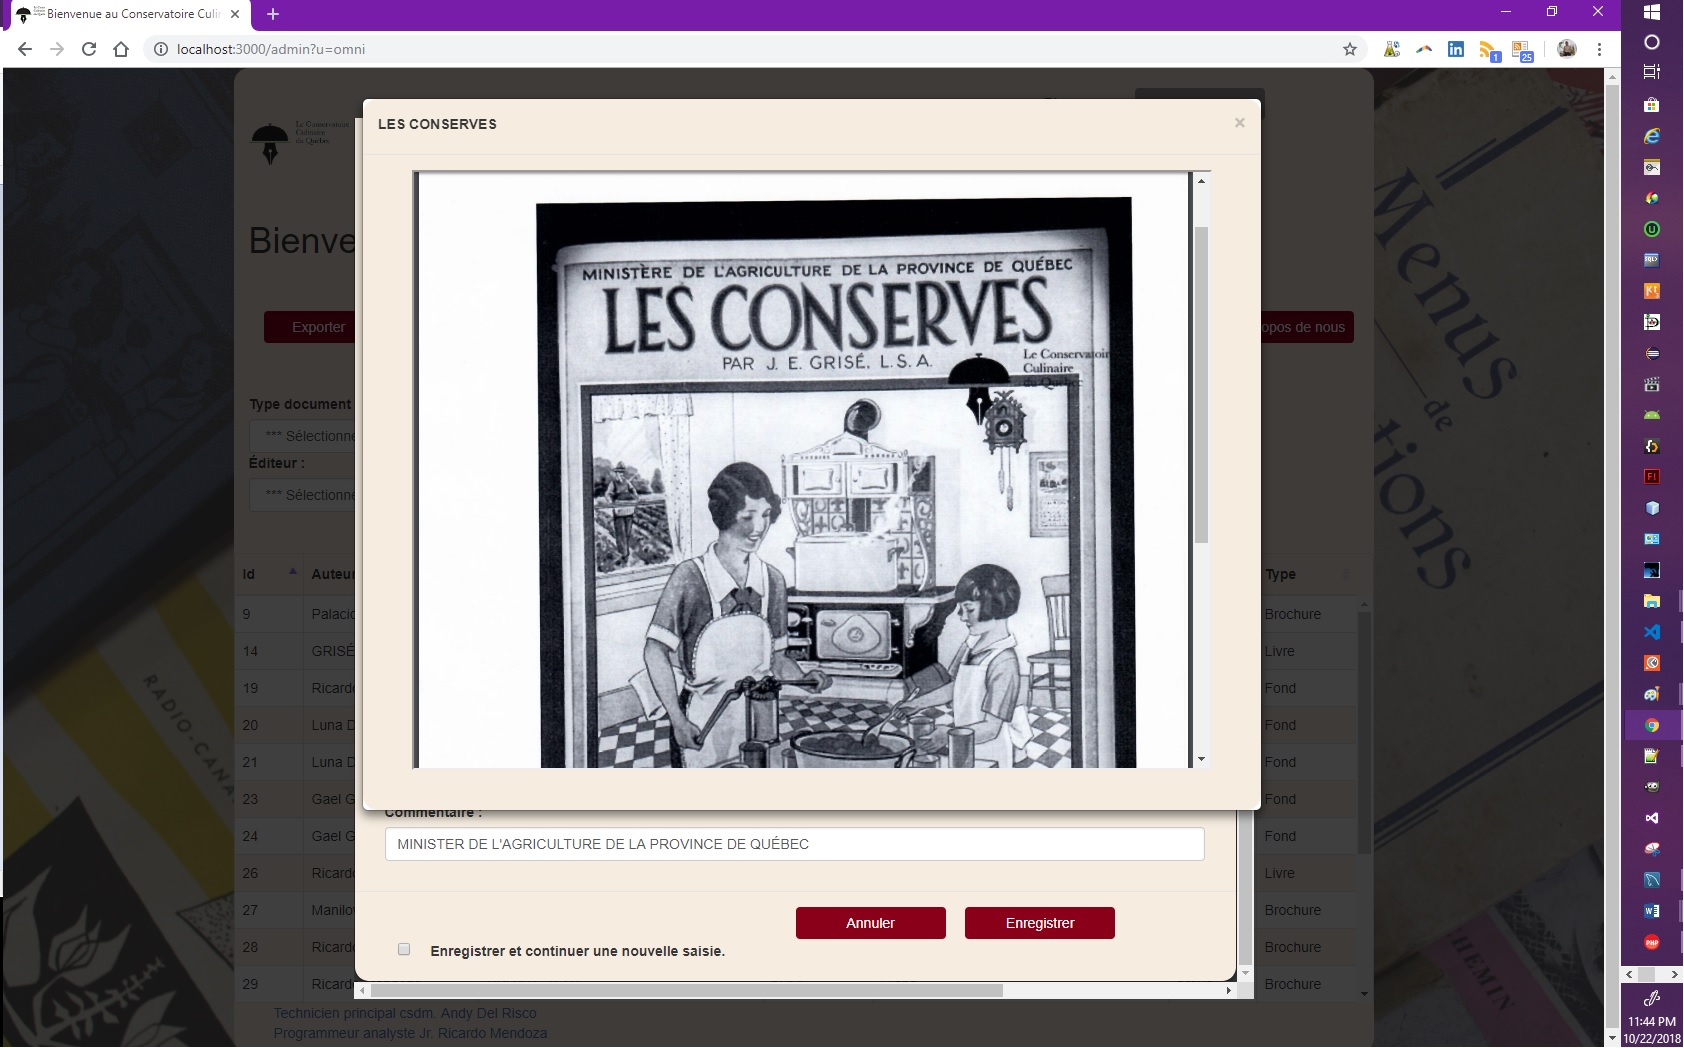 Bienvenue au Conservatoire Culir
localhost:3000/admin?u=omni
1
25
Le Conservatoire
Culinaire
du Québec
Bienve
Exporter
opos de nous
Type document
*** Sélectionne
Éditeur :
*** Sélectionne
LES CONSERVES
MINISTÈRE DE L'AGRICULTURE DE LA PROVINCE DE QUÉBEC
LES CONSERVES
PAR J. E. GRISÉ, L. S. A.
Le Conservatoir
Culinaire
du Québec
Id
Auteur
Type
9
Palacio
Brochure
14
GRISÉ
Livre
19
Ricardo
Fond
20
Luna D
Fond
21
Luna D
Fond
23
Gael G
Fond
24
Gael G
Fond
26
Ricardo
Livre
27
Manilo
Brochure
28
Ricardo
Brochure
29
Ricardo
Brochure
Commentaire :
MINISTER DE L'AGRICULTURE DE LA PROVINCE DE QUÉBEC
Annuler
Enregistrer
Enregistrer et continuer une nouvelle saisie.
Technicien principal csdm. Andy Del Risco
Programmeur analyste Jr. Ricardo Mendoza
Menus
de
tions
RADIO-CANA
HEMIN
11:44 PM
10/22/2018